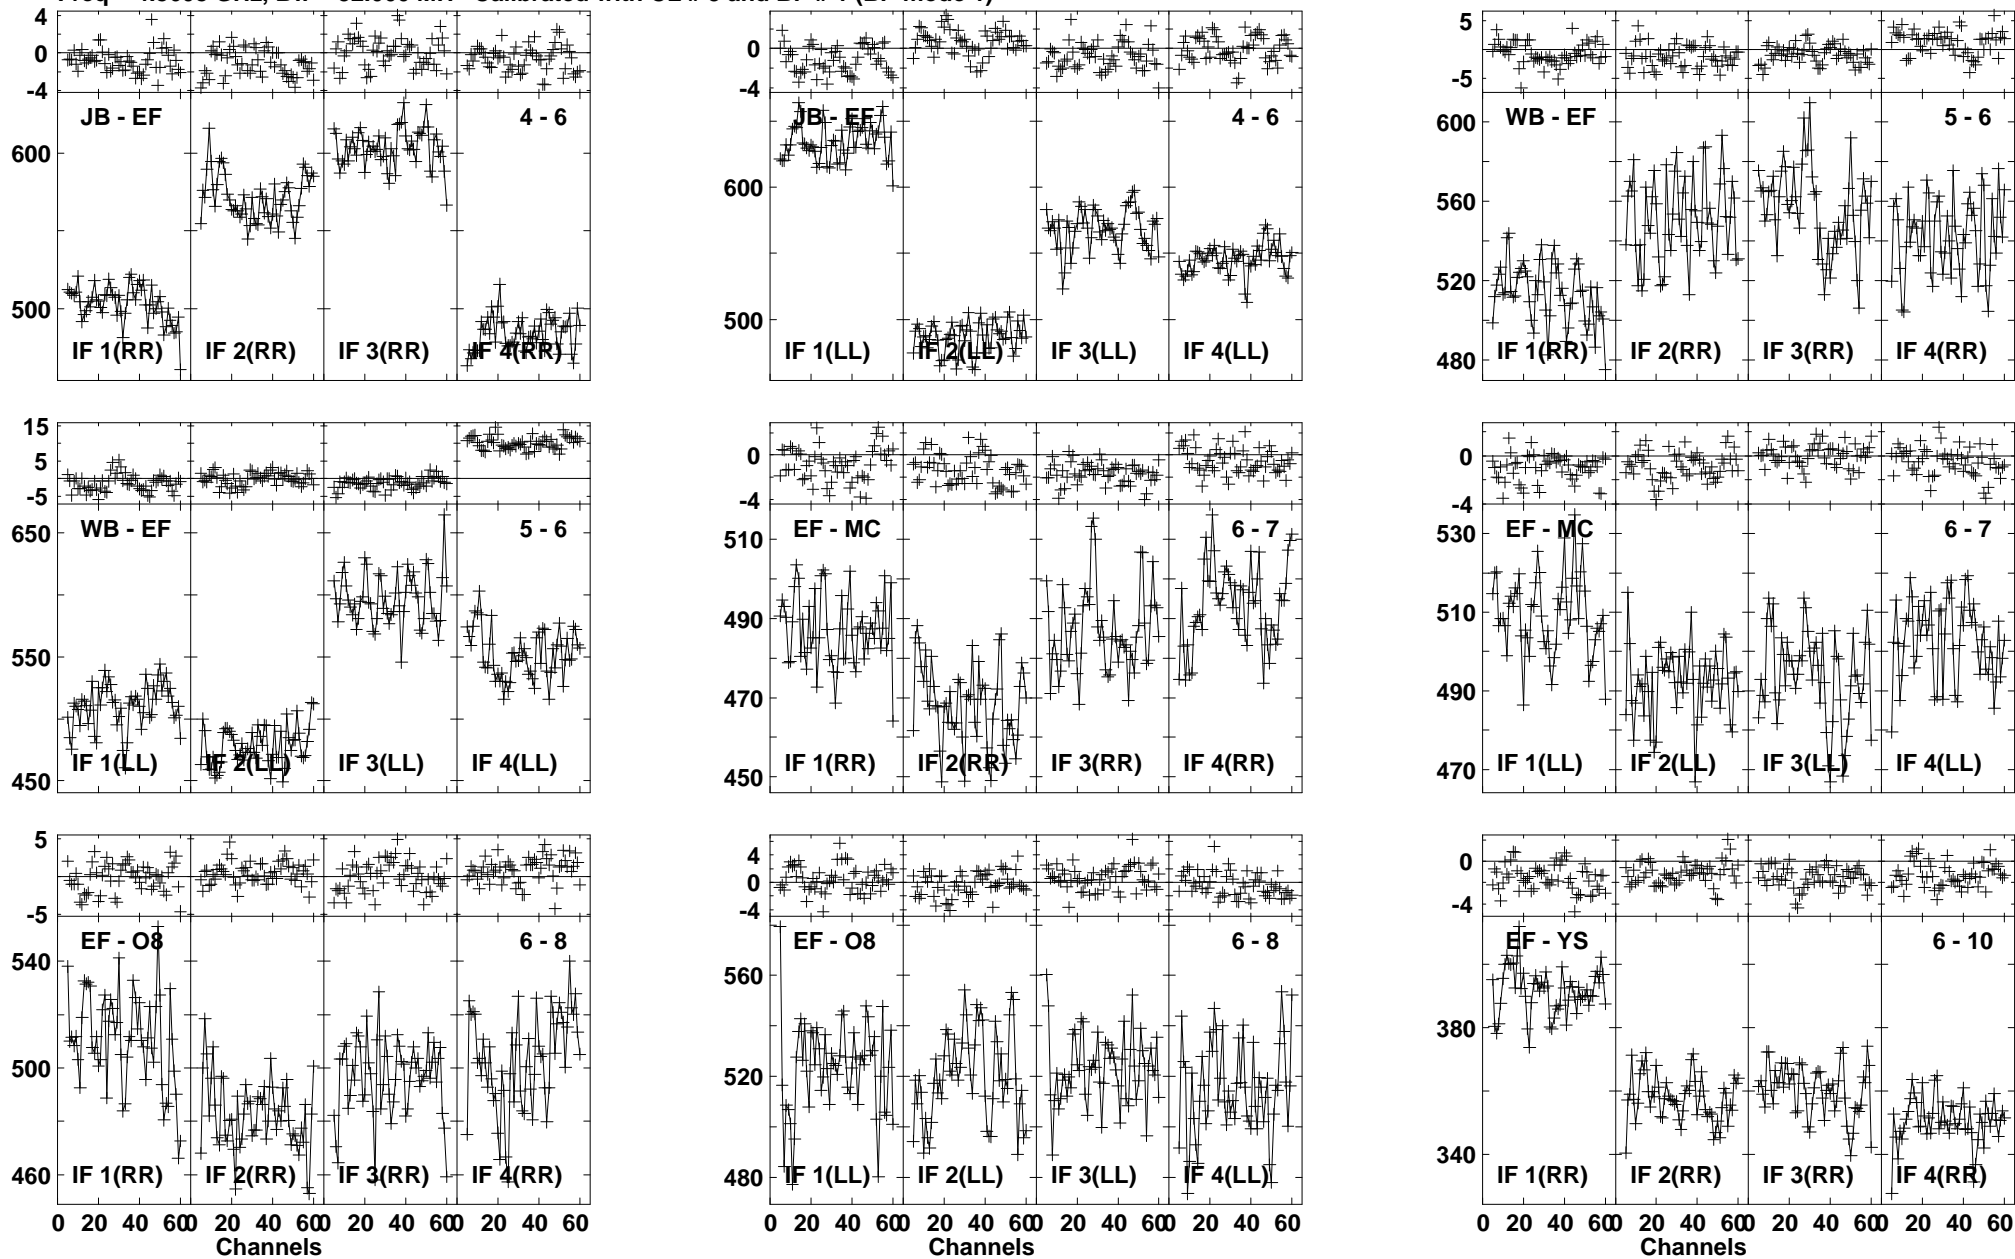 4
0
-4
JB - EF
4 - 6
600
500
IF 1(RR)
IF 2(RR)
IF 3(RR)
IF 4(RR)
0
-4
JB - EF
4 - 6
600
500
IF 1(LL)
IF 2(LL)
IF 3(LL)
IF 4(LL)
5
-5
WB - EF
5 - 6
600
560
520
480
IF 1(RR)
IF 2(RR)
IF 3(RR)
IF 4(RR)
15
5
-5
WB - EF
5 - 6
650
550
450
IF 1(LL)
IF 2(LL)
IF 3(LL)
IF 4(LL)
0
-4
EF - MC
6 - 7
510
490
470
450
IF 1(RR)
IF 2(RR)
IF 3(RR)
IF 4(RR)
0
-4
EF - MC
6 - 7
530
510
490
470
IF 1(LL)
IF 2(LL)
IF 3(LL)
IF 4(LL)
5
-5
EF - O8
6 - 8
540
500
460
IF 1(RR)
IF 2(RR)
IF 3(RR)
IF 4(RR)
0 20 40 60 0 20 40 60 0 20 40 60 0 20 40 60
Channels
4
0
-4
EF - O8
6 - 8
560
520
480
IF 1(LL)
IF 2(LL)
IF 3(LL)
IF 4(LL)
0 20 40 60 0 20 40 60 0 20 40 60 0 20 40 60
Channels
0
-4
EF - YS
6 - 10
380
340
IF 1(RR)
IF 2(RR)
IF 3(RR)
IF 4(RR)
0 20 40 60 0 20 40 60 0 20 40 60 0 20 40 60
Channels